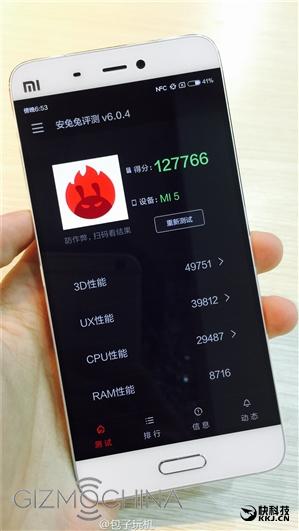 mi
傍晚6:53
NFC
41%
安兔兔评测 v6.0.4
得分: 127766
设备: MI 5
防作弊, 扫码看结果
重新测试
3D性能 49751
UX性能 39812
CPU性能 29487
RAM性能 8716
测试
排行
信息
动态
GIZMOCHINA
@包子玩机
快科技
KKJ.CN